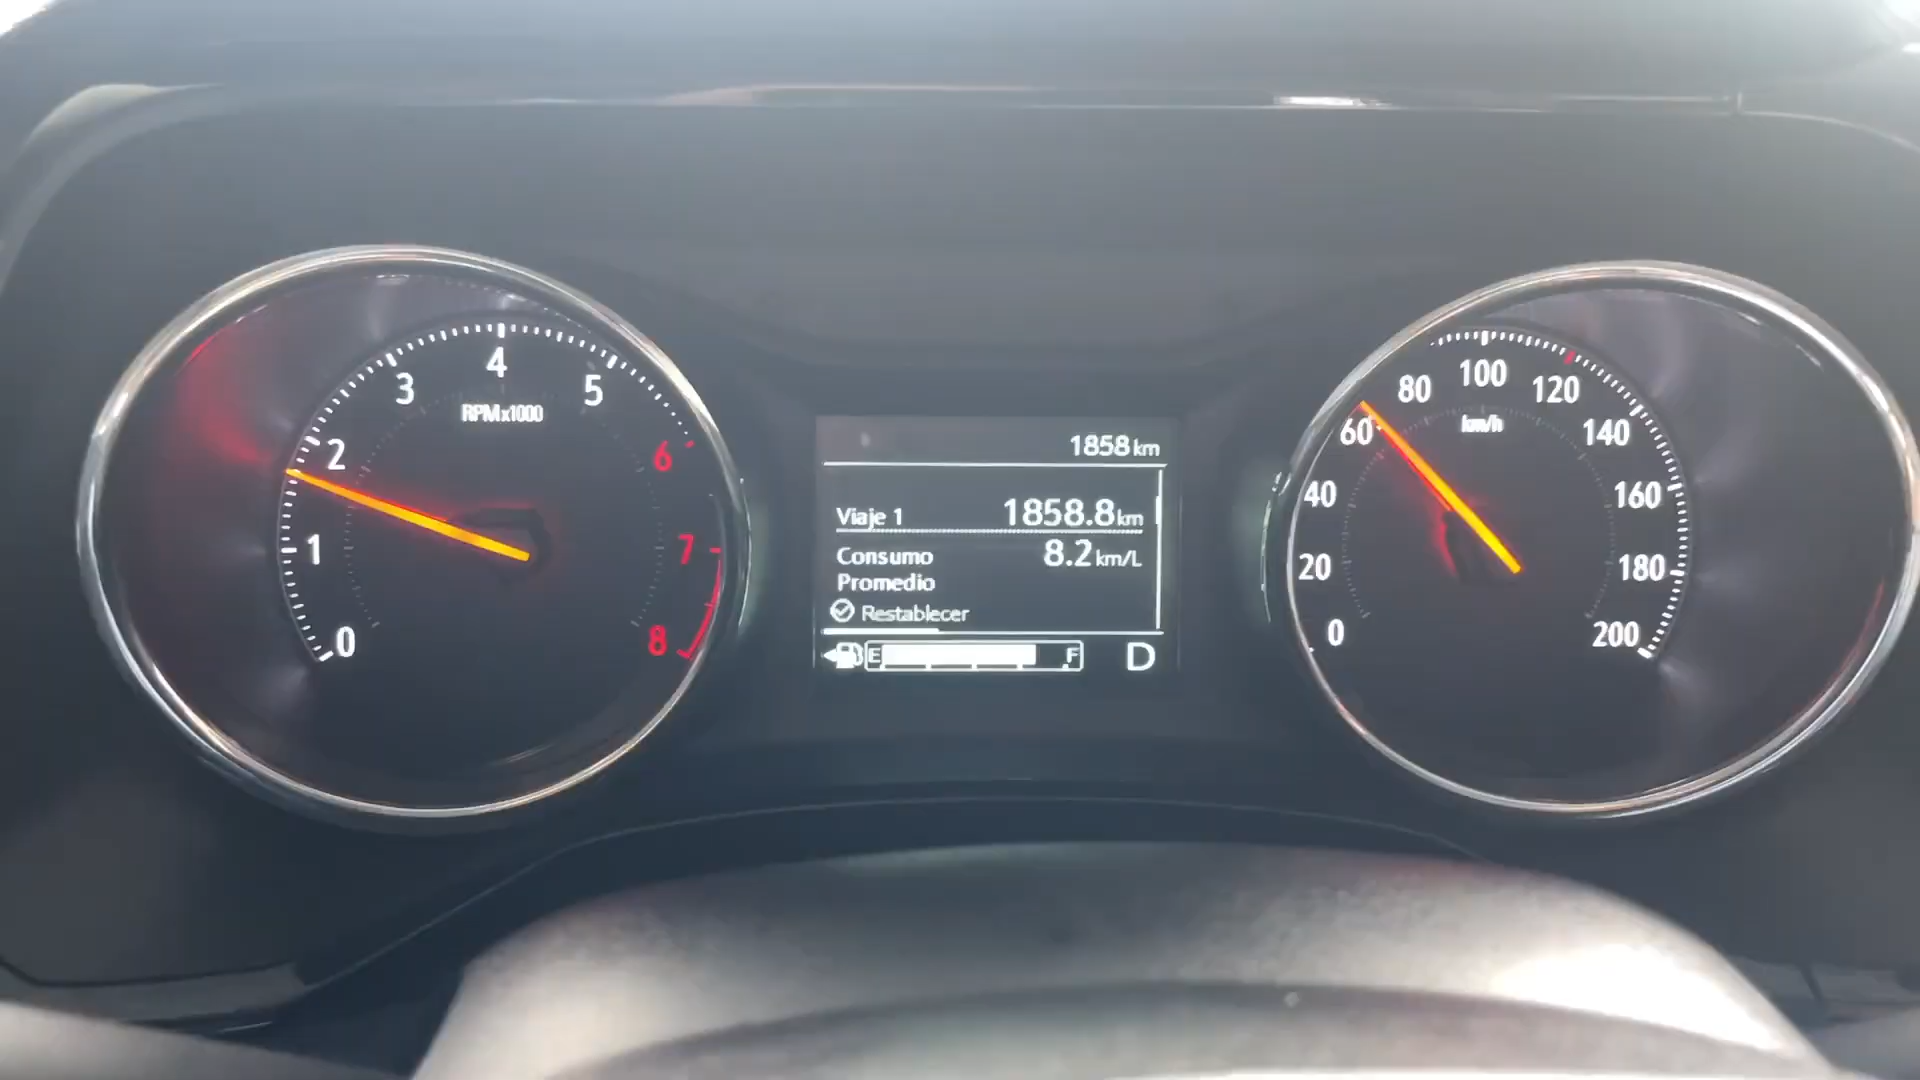 0
1
2
3
4
5
6
7
8
RPMx1000
1858 km
Viaje 1 1858.8 km
Consumo 8.2 km/L
Promedio
Restablecer
E F D
0
20
40
60
80
100
120
140
160
180
200
km/h